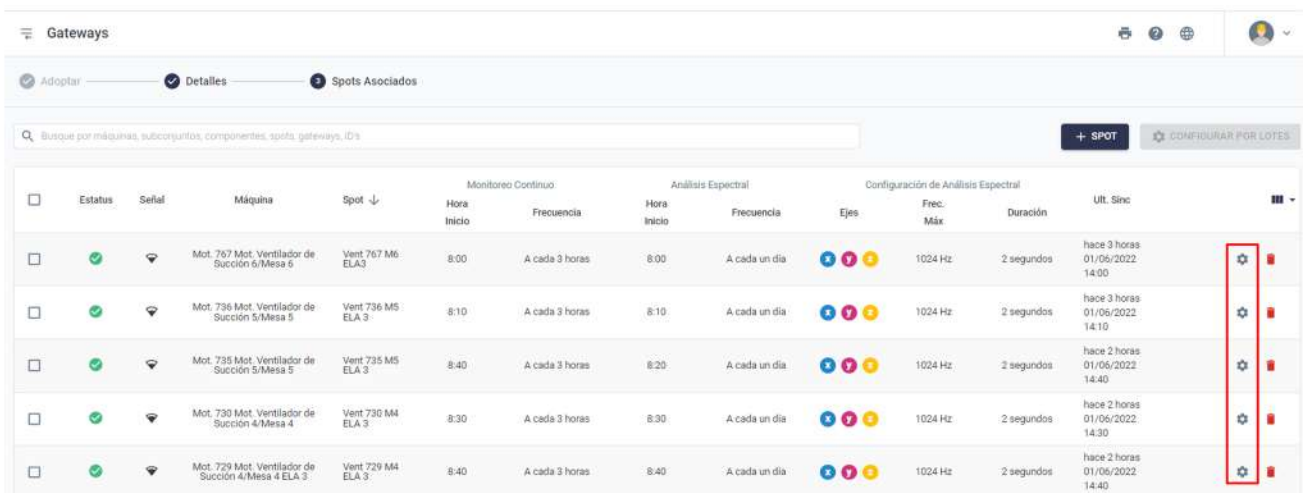 Gateways
Adoptar
Detalles
3 Spots Asociados
Busque por máquinas, subconjuntos, componentes, spots, gateways, ID's
+ SPOT
CONFIGURAR POR LOTES
Monitoreo Continuo Análisis Espectral Configuración de Análisis Espectral
Estatus Señal Máquina Spot ↓ Hora Inicio Frecuencia Hora Inicio Frecuencia Ejes Frec. Máx Duración Ult. Sinc
Mot. 767 Mot. Ventilador de Vent 767 M6 hace 3 horas
Succión 6/Mesa 6 ELA3 8:00 A cada 3 horas 8:00 A cada un día x y z 1024 Hz 2 segundos 01/06/2022
14:00
Mot. 736 Mot. Ventilador de Vent 736 M5 hace 3 horas
Succión 5/Mesa 5 ELA 3 8:10 A cada 3 horas 8:10 A cada un día x y z 1024 Hz 2 segundos 01/06/2022
14:10
Mot. 735 Mot. Ventilador de Vent 735 M5 hace 2 horas
Succión 5/Mesa 5 ELA 3 8:40 A cada 3 horas 8:20 A cada un día x y z 1024 Hz 2 segundos 01/06/2022
14:40
Mot. 730 Mot. Ventilador de Vent 730 M4 hace 2 horas
Succión 4/Mesa 4 ELA 3 8:30 A cada 3 horas 8:30 A cada un día x y z 1024 Hz 2 segundos 01/06/2022
14:30
Mot. 729 Mot. Ventilador de Vent 729 M4 hace 2 horas
Succión 4/Mesa 4 ELA 3 ELA 3 8:40 A cada 3 horas 8:40 A cada un día x y z 1024 Hz 2 segundos 01/06/2022
14:40